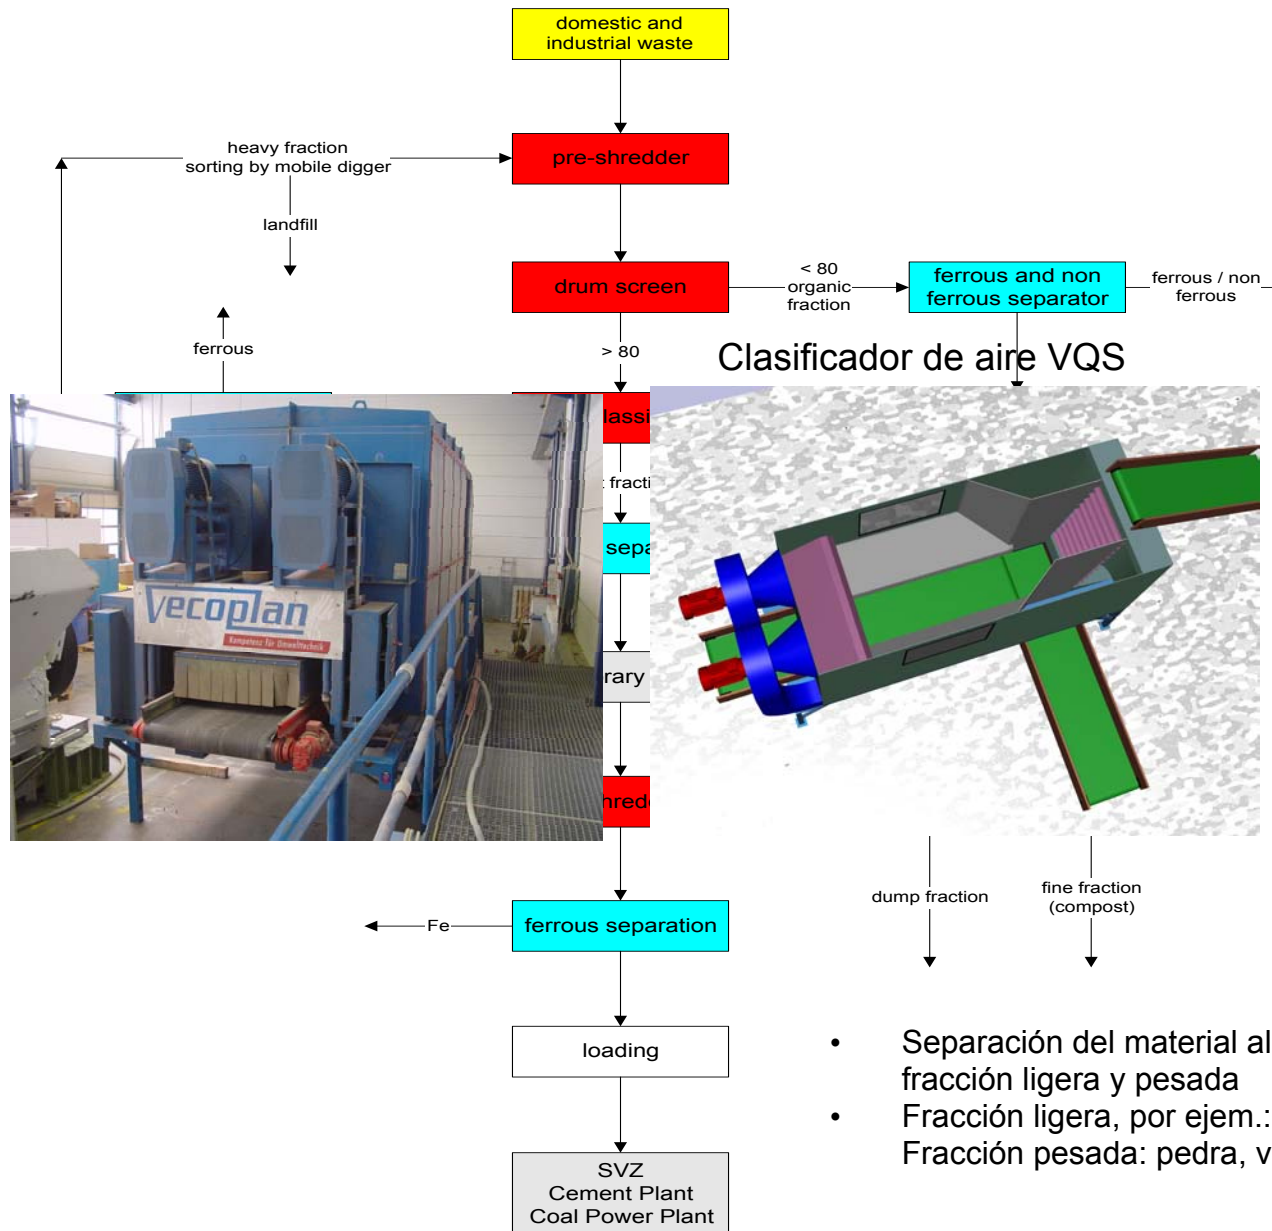 domestic and
industrial waste
heavy fraction
sorting by mobile digger
pre-shredder
landfill
drum screen
< 80
organic
fraction
ferrous and non
ferrous separator
ferrous / non
ferrous
ferrous
> 80
Clasificador de aire VQS
Vecoplan
Kompetenz für Umwelttechnik
dump fraction
fine fraction
(compost)
Fe
ferrous separation
loading
• Separación del material al
fracción ligera y pesada
• Fracción ligera, por ejem.:
Fracción pesada: pedra, v
SVZ
Cement Plant
Coal Power Plant